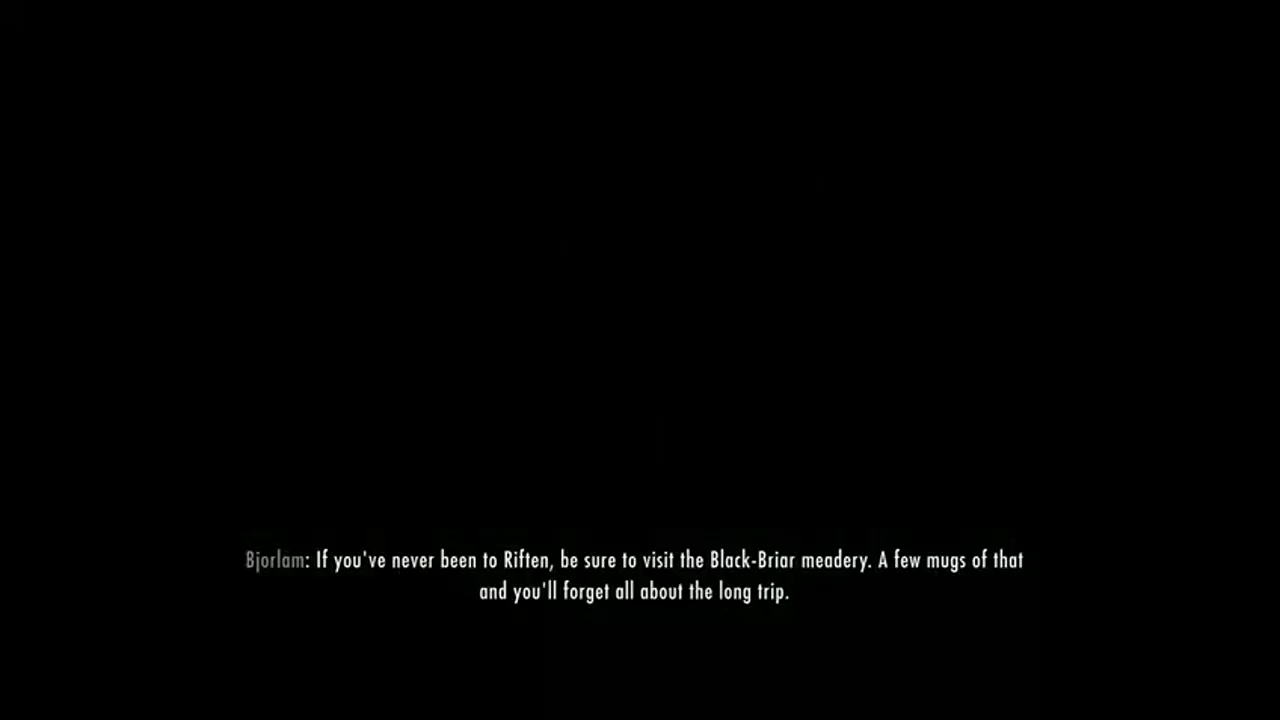 Bjorlam: If you've never been to Riften, be sure to visit the Black-Briar meadery. A few mugs of that
and you'll forget all about the long trip.